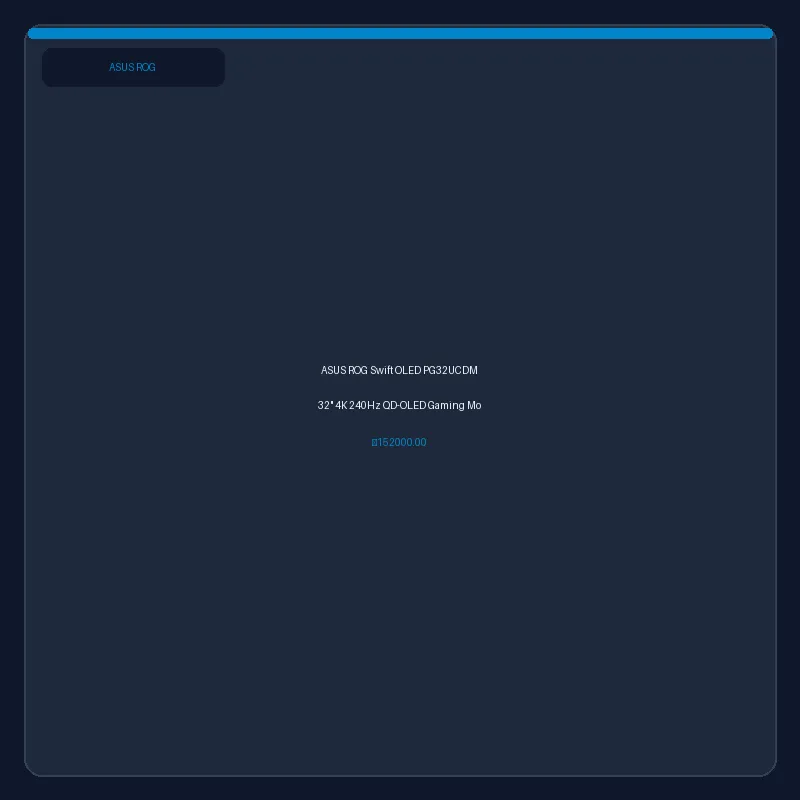 ASUS ROG
ASUS ROG Swift OLED PG32UCDM
32" 4K 240Hz QD-OLED Gaming Mo
152000.00